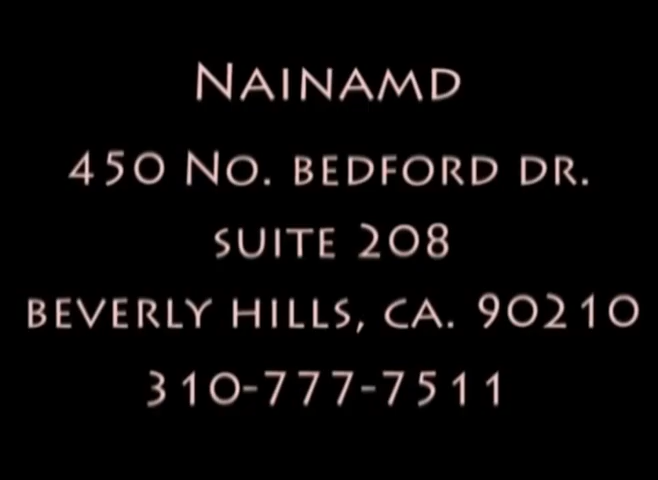 NAINAMD
450 NO. BEDFORD DR.
SUITE 208
BEVERLY HILLS, CA. 90210
310-777-7511